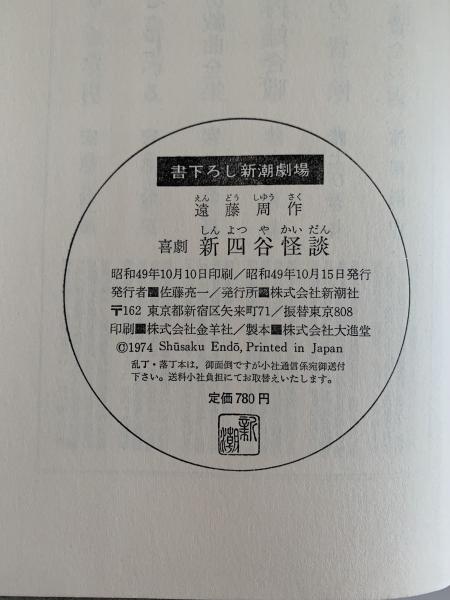 書下ろし新潮劇場
えん どう しゆう さく
遠藤周作
しん よつ や かい だん
喜劇 新四谷怪談
昭和49年10月10日印刷/昭和49年10月15日発行
発行者■佐藤亮一/発行所■株式会社新潮社
〒162 東京都新宿区矢来町71/振替東京808
印刷■株式会社金羊社/製本■株式会社大進堂
©1974 Shūsaku Endō, Printed in Japan
乱丁・落丁本は、御面倒ですが小社通信係宛御送付
下さい。送料小社負担にてお取替えいたします。
定価780円
新潮